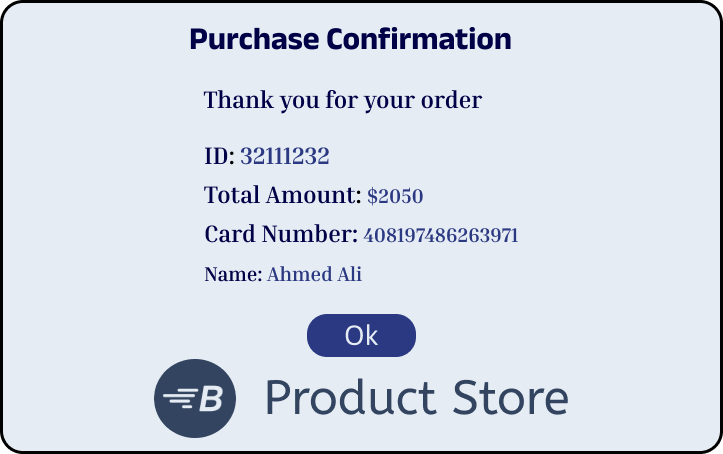 Purchase Confirmation
Thank you for your order
ID: 32111232
Total Amount: $2050
Card Number: 408197486263971
Name: Ahmed Ali
Ok
B Product Store